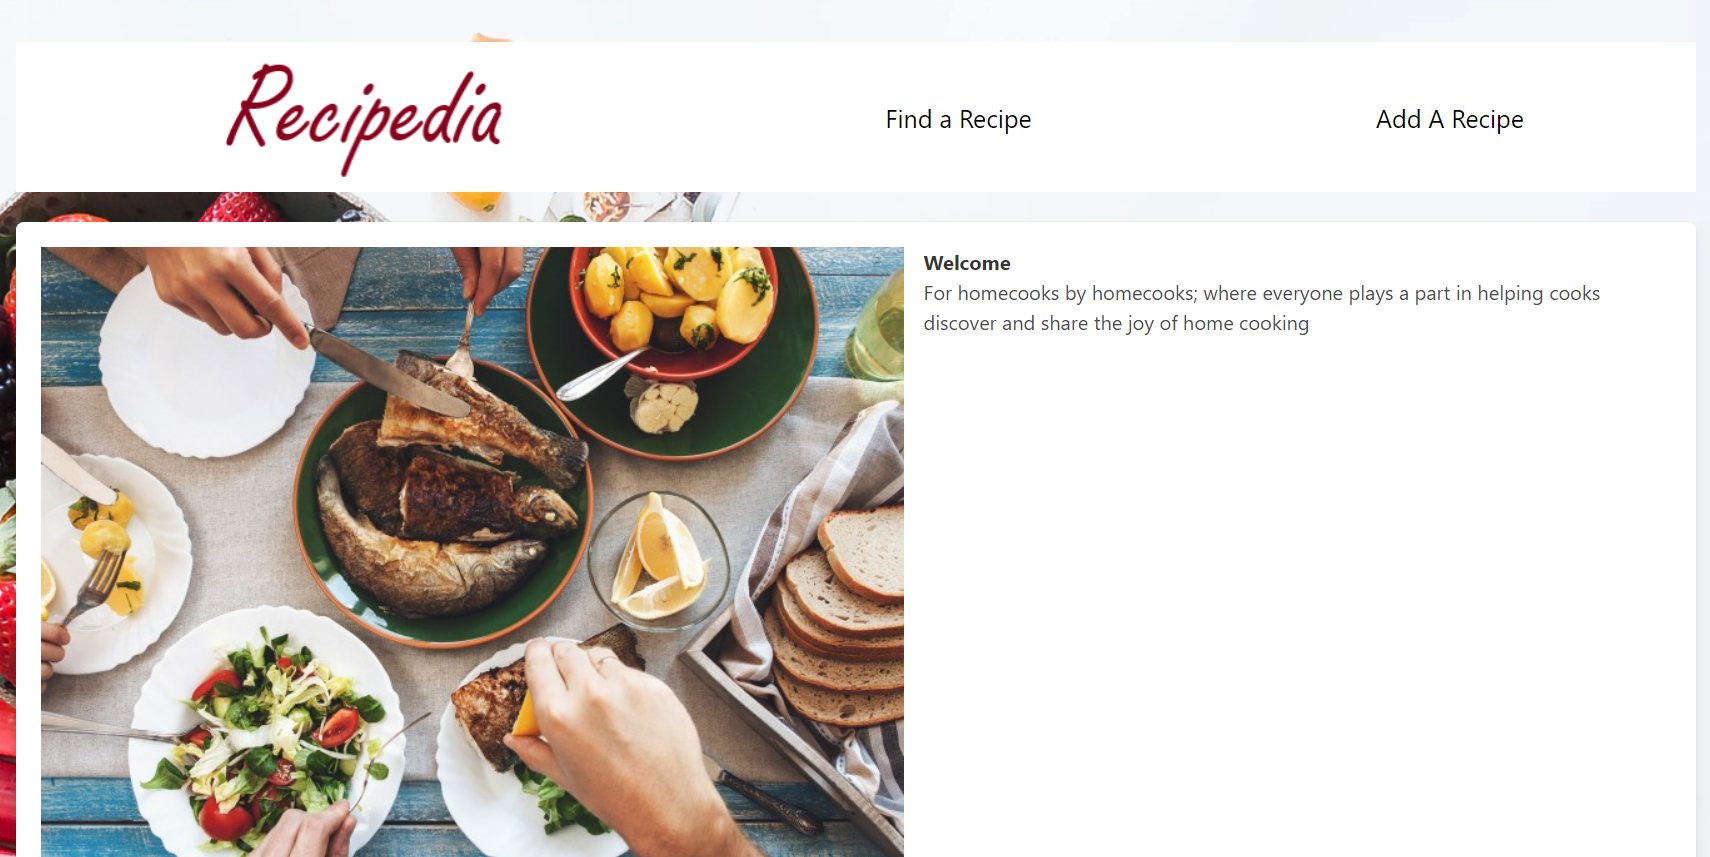 Recipedia
Find a Recipe
Add A Recipe
Welcome
For homecooks by homecooks; where everyone plays a part in helping cooks
discover and share the joy of home cooking